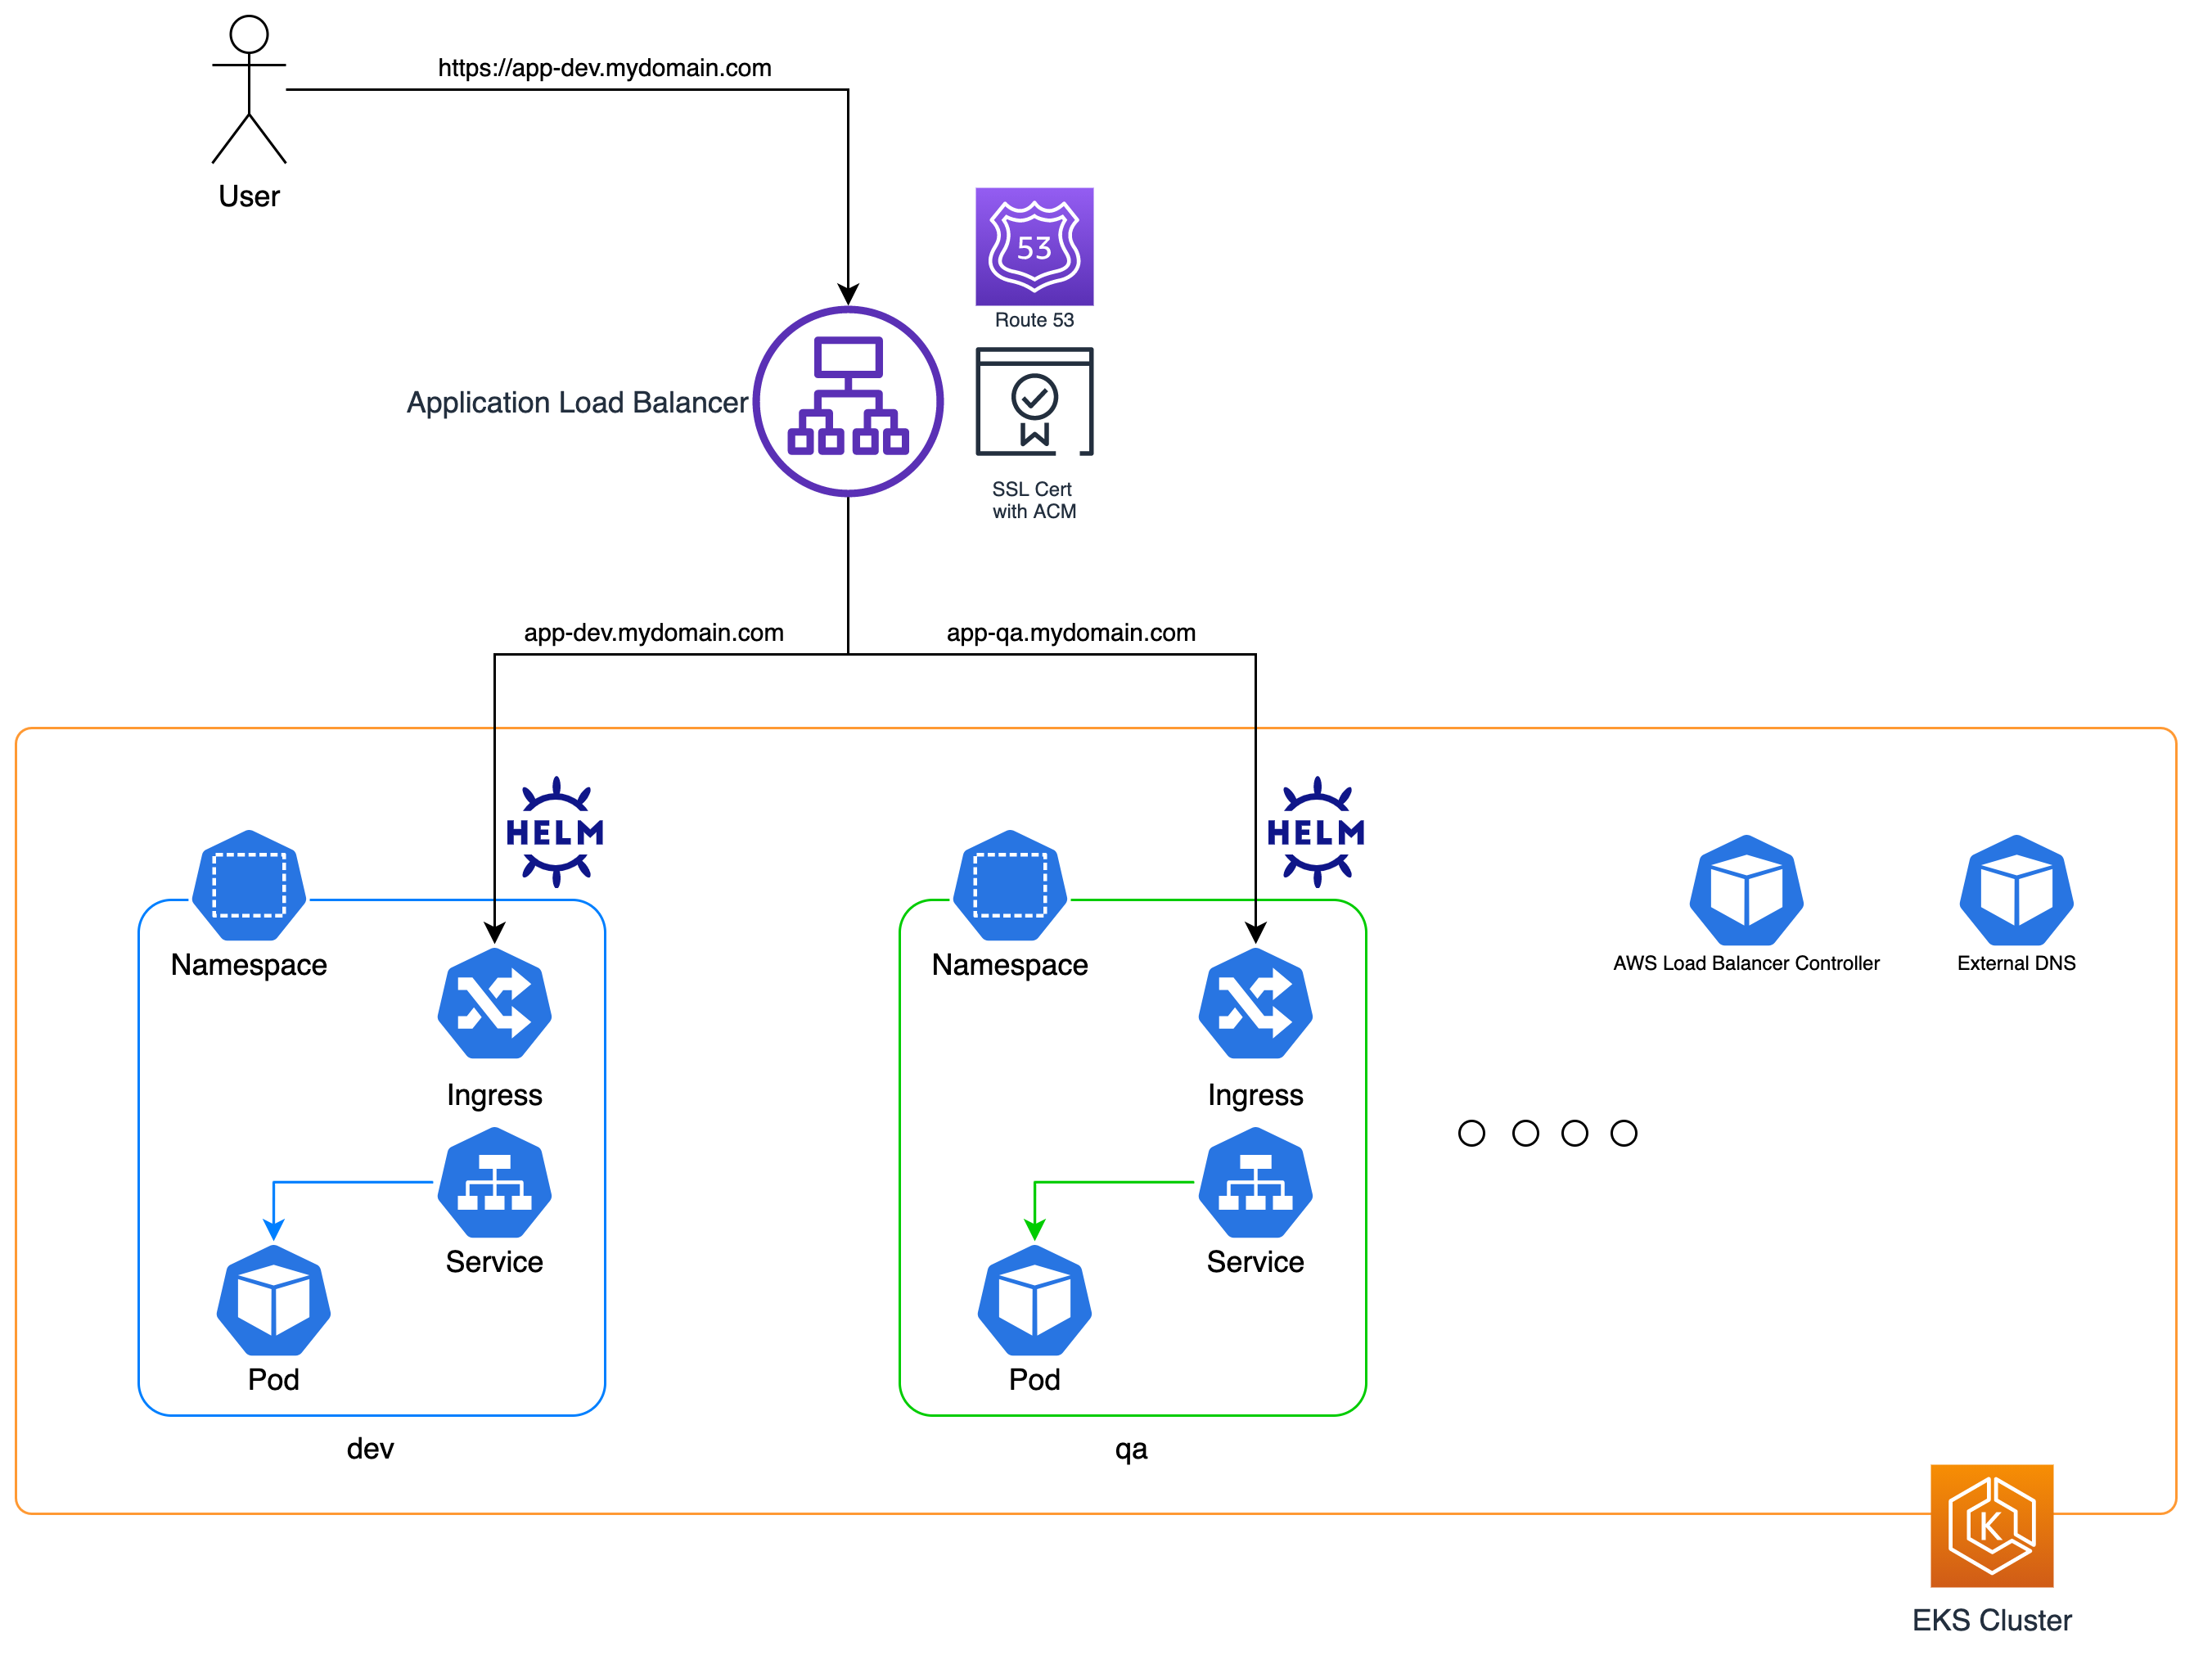 https://app-dev.mydomain.com
User
53
Route 53
Application Load Balancer
SSL Cert
with ACM
app-dev.mydomain.com
app-qa.mydomain.com
HELM
HELM
Namespace
Namespace
AWS Load Balancer Controller
External DNS
Ingress
Ingress
Service
Service
Pod
Pod
dev
qa
K
EKS Cluster